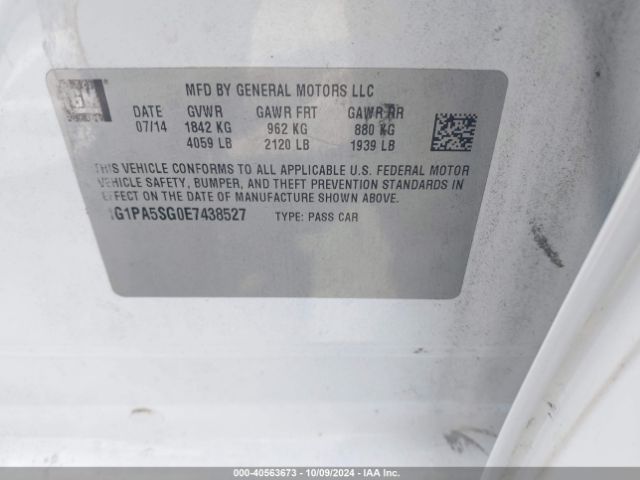 GM
MFD BY GENERAL MOTORS LLC
DATE GVWR GAWR FRT GAWR RR
07/14 1842 KG 962 KG 880 KG
4059 LB 2120 LB 1939 LB
THIS VEHICLE CONFORMS TO ALL APPLICABLE U.S. FEDERAL MOTOR
VEHICLE SAFETY, BUMPER, AND THEFT PREVENTION STANDARDS IN
EFFECT ON THE DATE OF MANUFACTURE SHOWN ABOVE.
G1PA5SG0E7438527 TYPE: PASS CAR
000-40563673 | 10/09/2024 | IAA Inc.